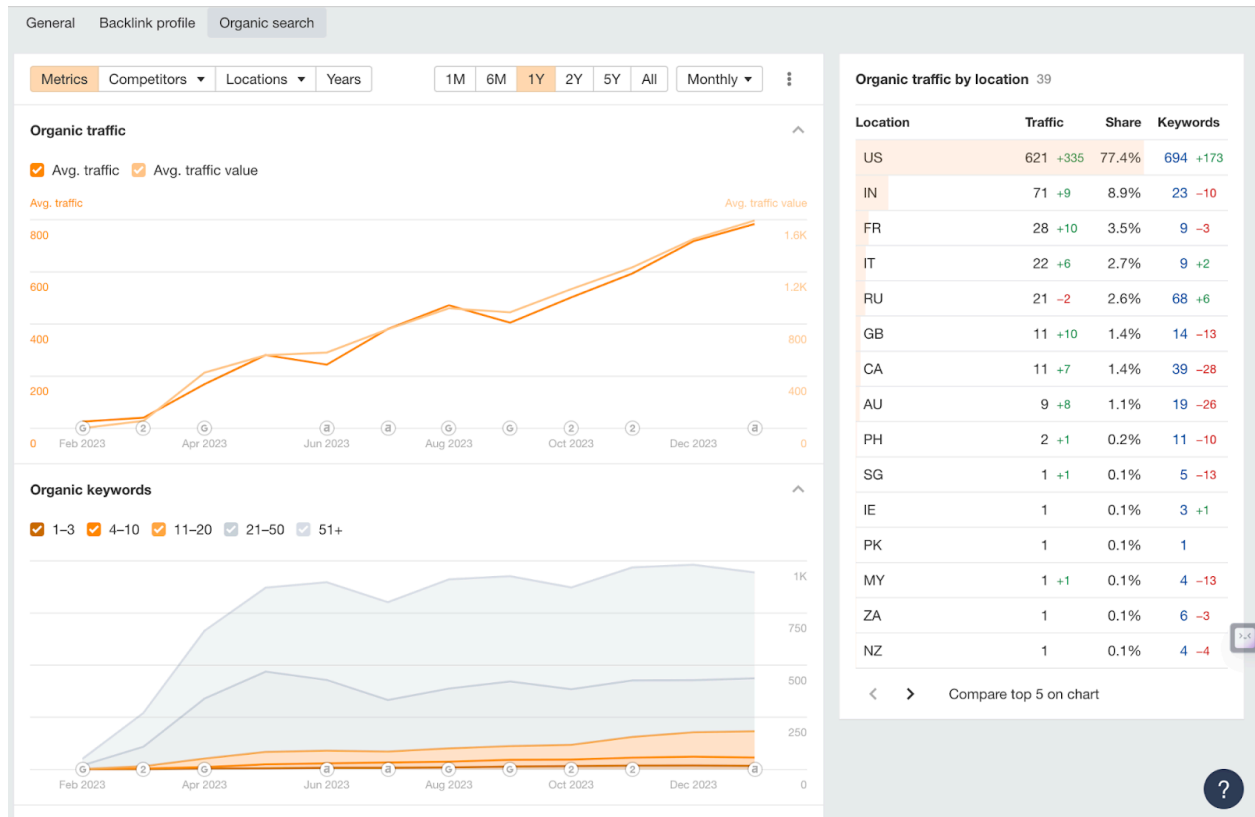 General Backlink profile Organic search
Metrics Competitors Locations Years 1M 6M 1Y 2Y 5Y All Monthly
Organic traffic
Avg. traffic Avg. traffic value
Avg. traffic Avg. traffic value
800 1.6K
600 1.2K
400 800
200 400
G 2 G a a G G 2 2 a
0 Feb 2023 Apr 2023 Jun 2023 Aug 2023 Oct 2023 Dec 2023 0
Organic keywords
1–3 4–10 11–20 21–50 51+
1K
750
500
250
G 2 G a a G G 2 2 a
Feb 2023 Apr 2023 Jun 2023 Aug 2023 Oct 2023 Dec 2023 0
Organic traffic by location 39
Location Traffic Share Keywords
US 621 +335 77.4% 694 +173
IN 71 +9 8.9% 23 −10
FR 28 +10 3.5% 9 −3
IT 22 +6 2.7% 9 +2
RU 21 −2 2.6% 68 +6
GB 11 +10 1.4% 14 −13
CA 11 +7 1.4% 39 −28
AU 9 +8 1.1% 19 −26
PH 2 +1 0.2% 11 −10
SG 1 +1 0.1% 5 −13
IE 1 0.1% 3 +1
PK 1 0.1% 1
MY 1 +1 0.1% 4 −13
ZA 1 0.1% 6 −3
NZ 1 0.1% 4 −4
Compare top 5 on chart
?